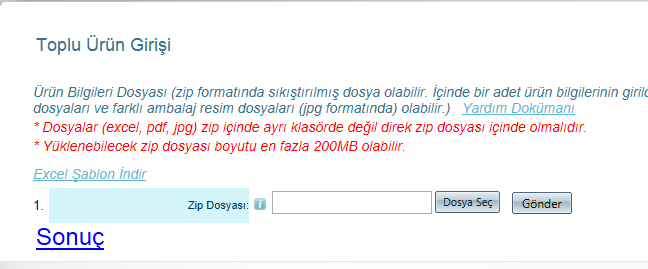 Toplu Ürün Girişi
Ürün Bilgileri Dosyası (zip formatında sıkıştırılmış dosya olabilir. İçinde bir adet ürün bilgilerinin
dosyaları ve farklı ambalaj resim dosyaları (jpg formatında) olabilir.) Yardım Dokümanı
* Dosyalar (excel, pdf, jpg) zip içinde ayrı klasörde değil direk zip dosyası içinde olmalıdır.
* Yüklenebilecek zip dosyası boyutu en fazla 200MB olabilir.
Excel Şablon İndir
1. Zip Dosyası: Dosya Seç Gönder
Sonuç